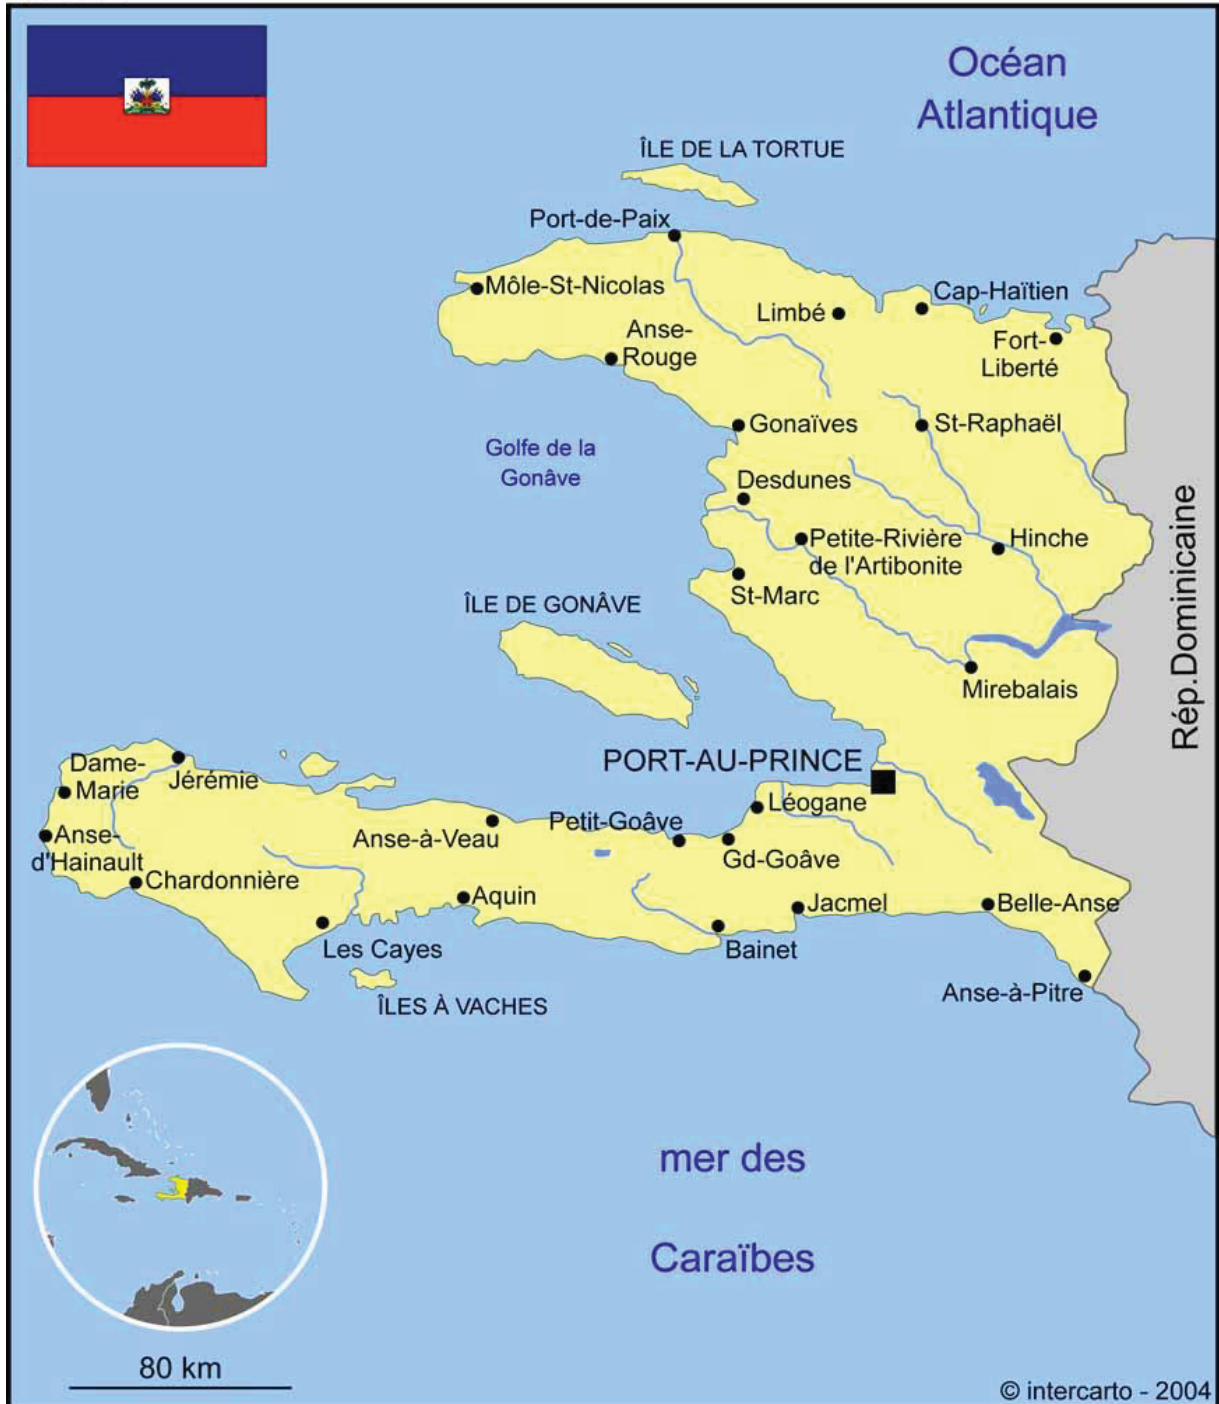 Océan
Atlantique
ÎLE DE LA TORTUE
Port-de-Paix
Môle-St-Nicolas
Limbé
Cap-Haïtien
Anse-
Rouge
Fort-
Liberté
Gonaïves
St-Raphaël
Golfe de la
Gonâve
Desdunes
Petite-Rivière
de l'Artibonite
Hinche
St-Marc
ÎLE DE GONÂVE
Mirebalais
Rép.Dominicaine
PORT-AU-PRINCE
Dame-
Marie
Jérémie
Léogane
Anse-à-Veau
Petit-Goâve
Anse-
d'Hainault
Gd-Goâve
Chardonnière
Aquin
Jacmel
Belle-Anse
Les Cayes
Bainet
Anse-à-Pitre
ÎLES À VACHES
mer des
Caraïbes
80 km
© intercarto - 2004